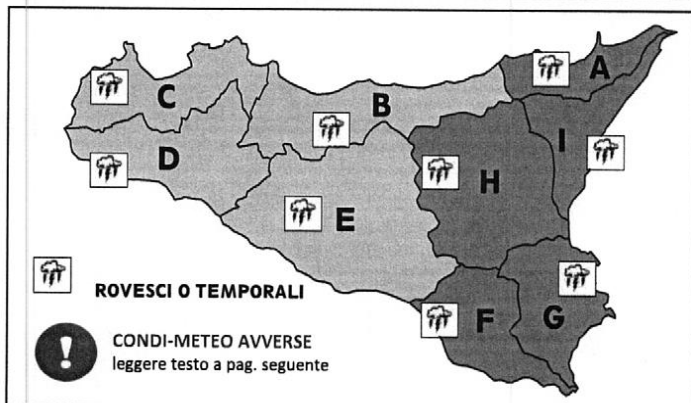 A
C
B
I
D
H
E
ROVESCI O TEMPORALI
F
G
CONDI-METEO AVVERSE
leggere testo a pag. seguente